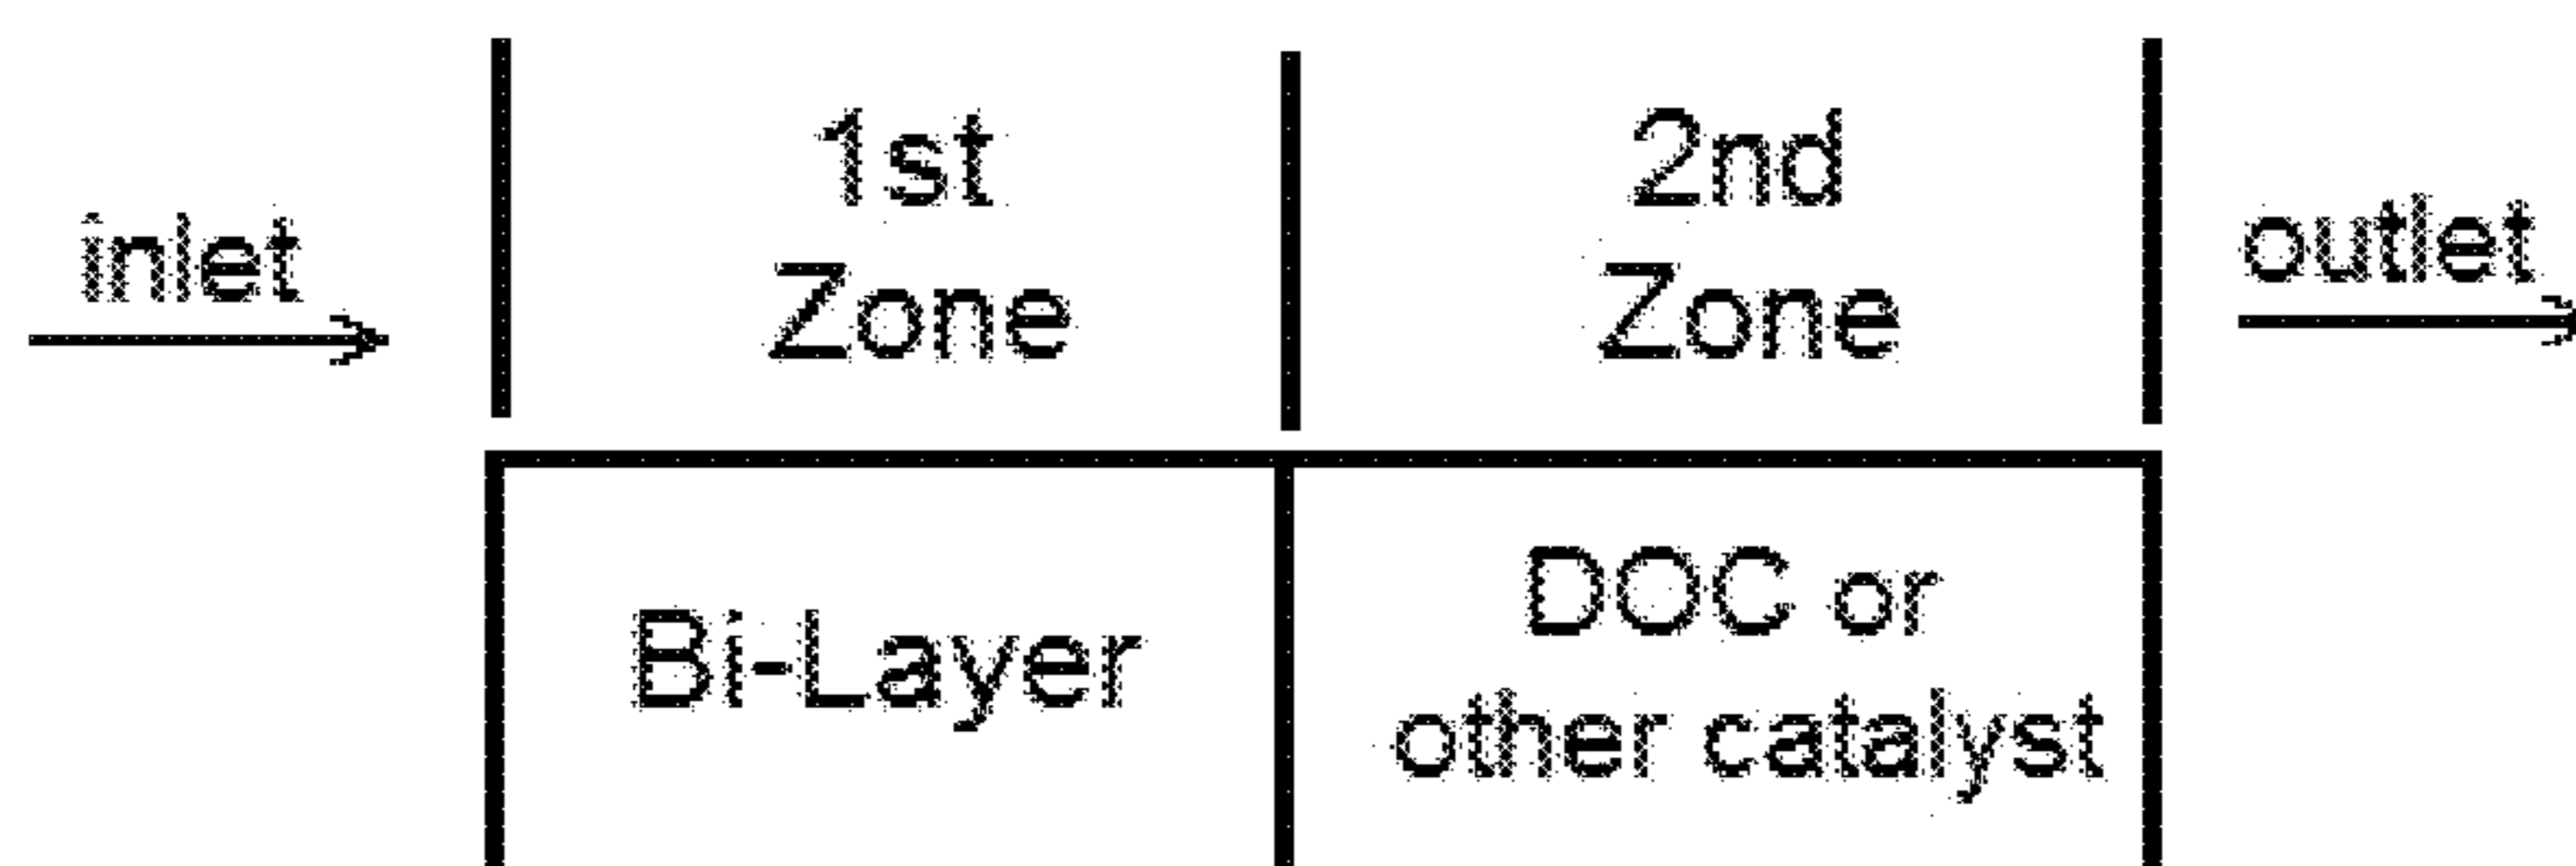 inlet
1st
Zone
2nd
Zone
outlet
Bi-Layer
DOC or
other catalyst